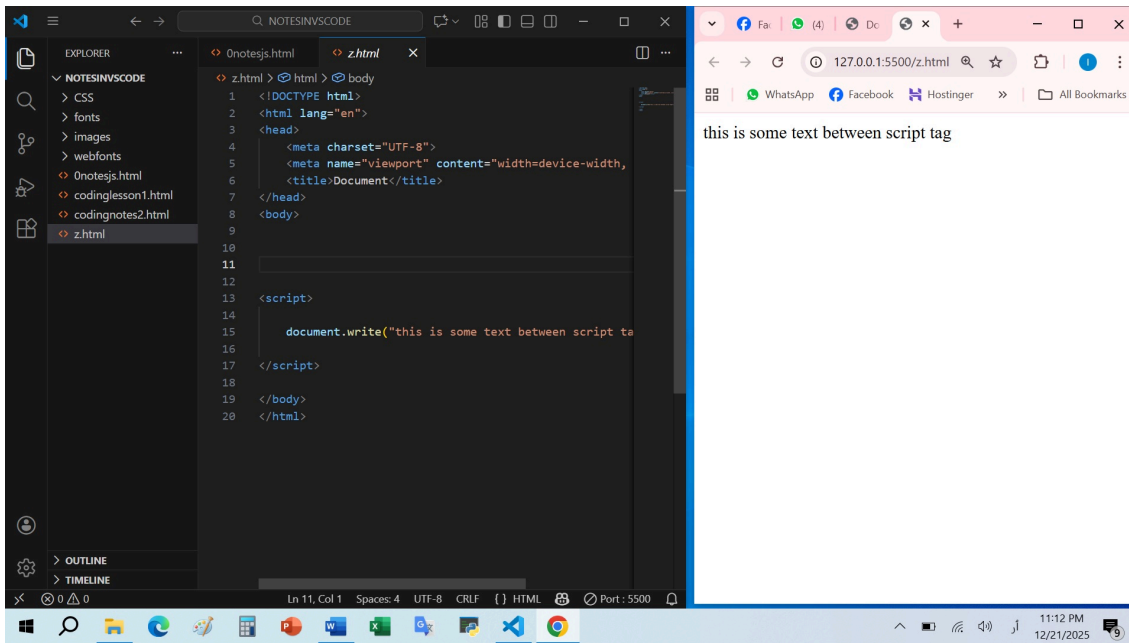 NOTESINVSCODE
EXPLORER
NOTESINVSCODE
CSS
fonts
images
webfonts
0notesjs.html
codinglesson1.html
codingnotes2.html
z.html
OUTLINE
TIMELINE
0notesjs.html z.html
z.html > html > body
1 <!DOCTYPE html>
2 <html lang="en">
3 <head>
4 <meta charset="UTF-8">
5 <meta name="viewport" content="width=device-width,
6 <title>Document</title>
7 </head>
8 <body>
9
10
11
12
13 <script>
14
15 document.write("this is some text between script ta
16
17 </script>
18
19 </body>
20 </html>
0 0 Ln 11, Col 1 Spaces: 4 UTF-8 CRLF {} HTML Port : 5500
Fac (4) Do
127.0.0.1:5500/z.html I
WhatsApp Facebook Hostinger » All Bookmarks
this is some text between script tag
11:12 PM
12/21/2025
9